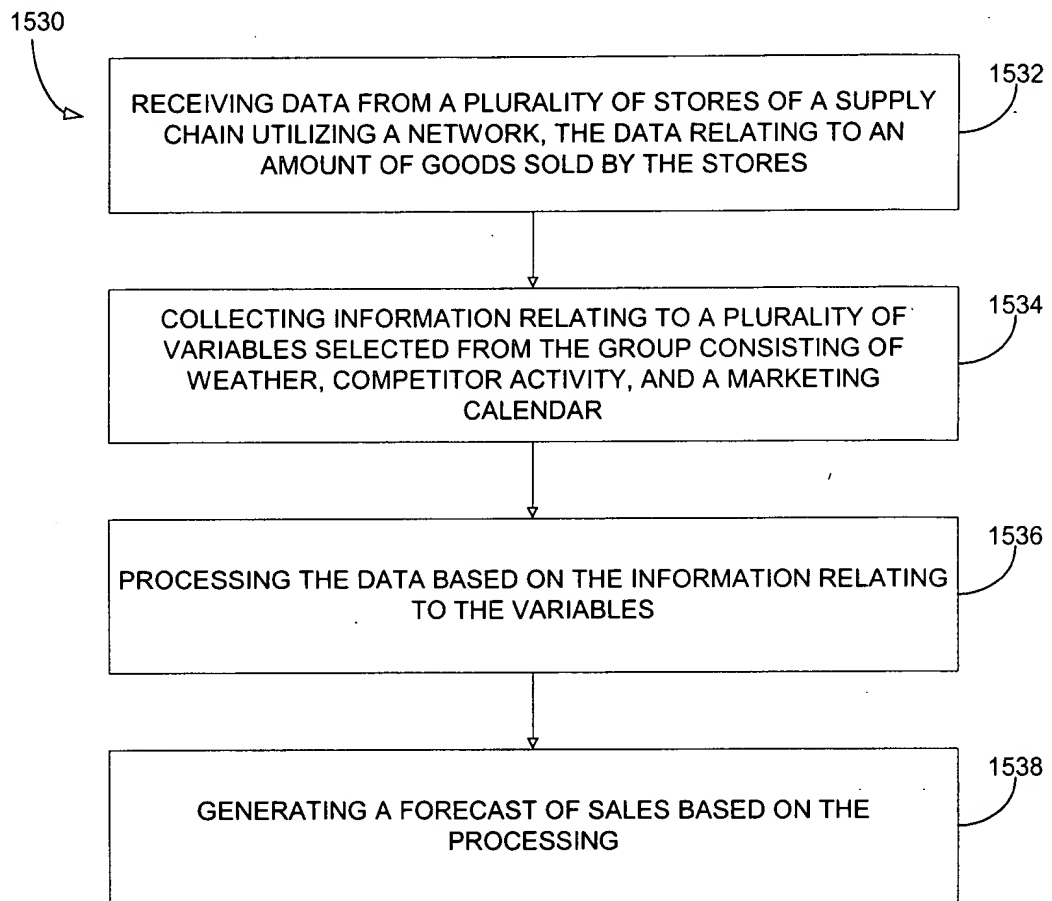 1530
1532
RECEIVING DATA FROM A PLURALITY OF STORES OF A SUPPLY
CHAIN UTILIZING A NETWORK, THE DATA RELATING TO AN
AMOUNT OF GOODS SOLD BY THE STORES
1534
COLLECTING INFORMATION RELATING TO A PLURALITY OF
VARIABLES SELECTED FROM THE GROUP CONSISTING OF
WEATHER, COMPETITOR ACTIVITY, AND A MARKETING
CALENDAR
1536
PROCESSING THE DATA BASED ON THE INFORMATION RELATING
TO THE VARIABLES
1538
GENERATING A FORECAST OF SALES BASED ON THE
PROCESSING